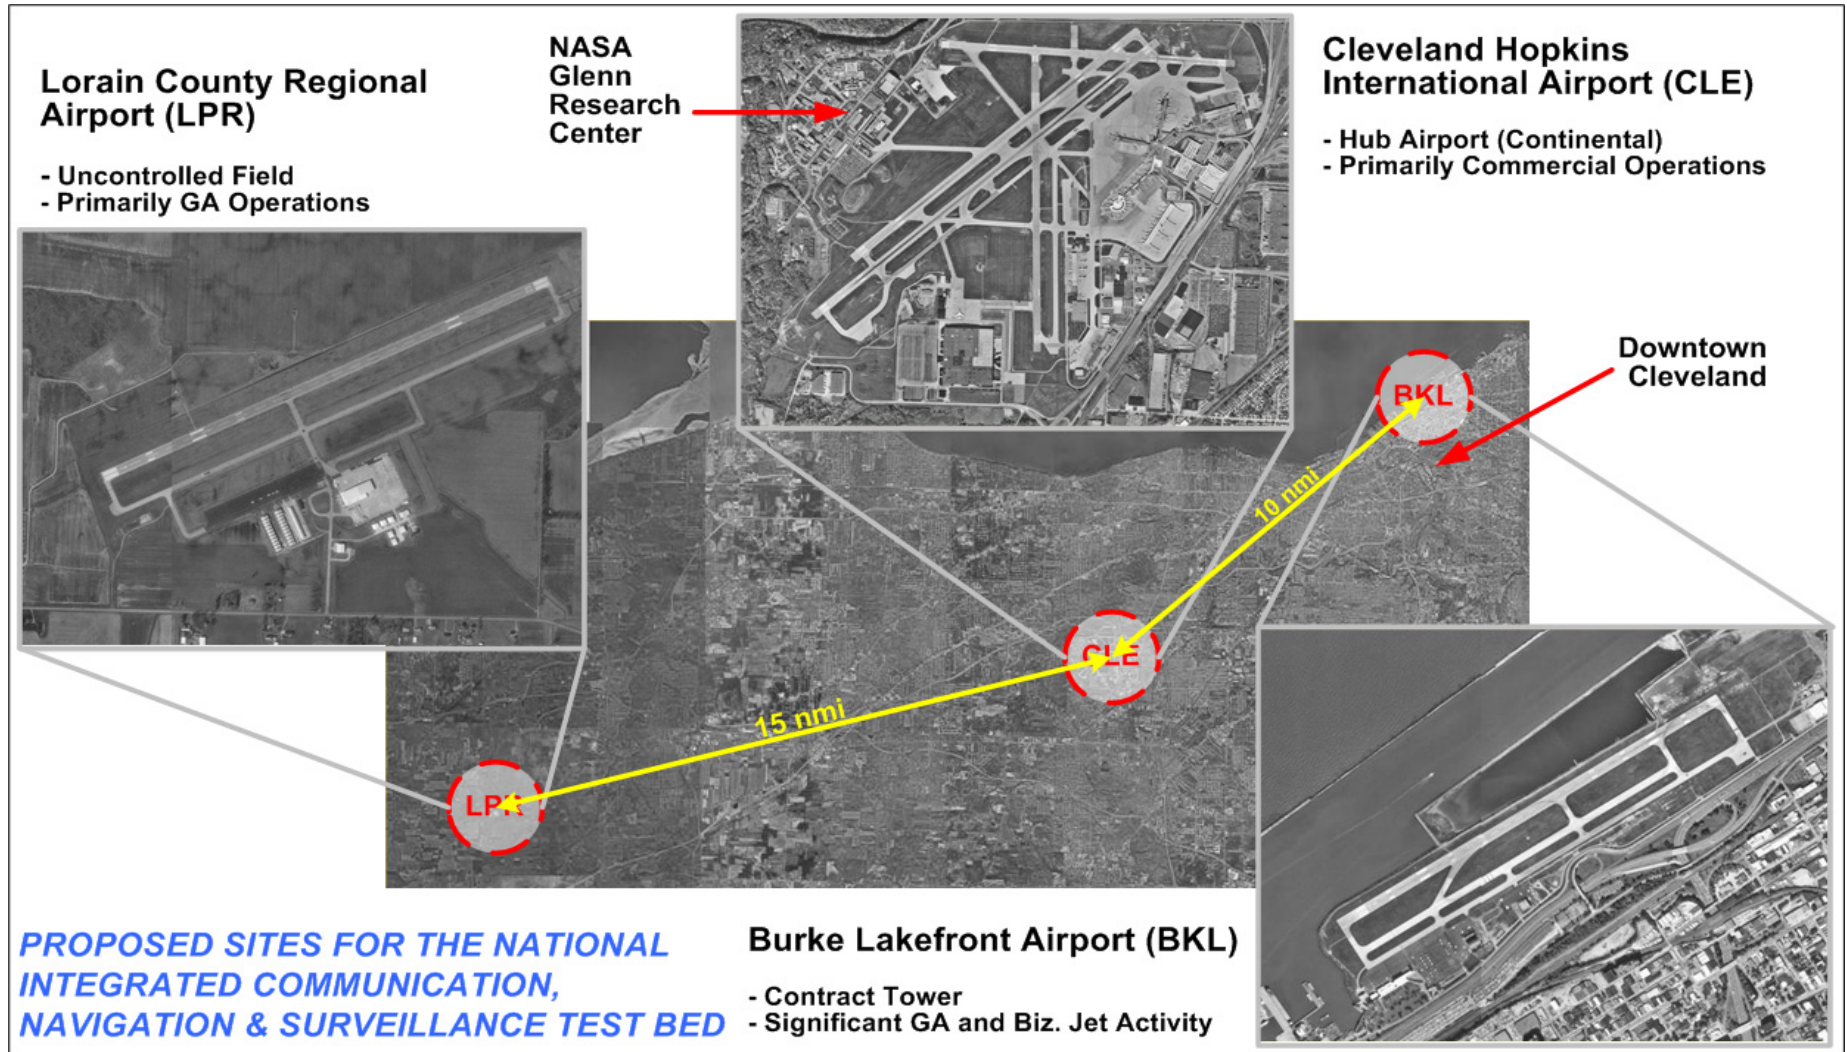 Lorain County Regional
Airport (LPR)
- Uncontrolled Field
- Primarily GA Operations
NASA
Glenn
Research
Center
Cleveland Hopkins
International Airport (CLE)
- Hub Airport (Continental)
- Primarily Commercial Operations
Downtown
Cleveland
BKL
10 nmi
CLE
15 nmi
LPR
PROPOSED SITES FOR THE NATIONAL
INTEGRATED COMMUNICATION,
NAVIGATION & SURVEILLANCE TEST BED
Burke Lakefront Airport (BKL)
- Contract Tower
- Significant GA and Biz. Jet Activity